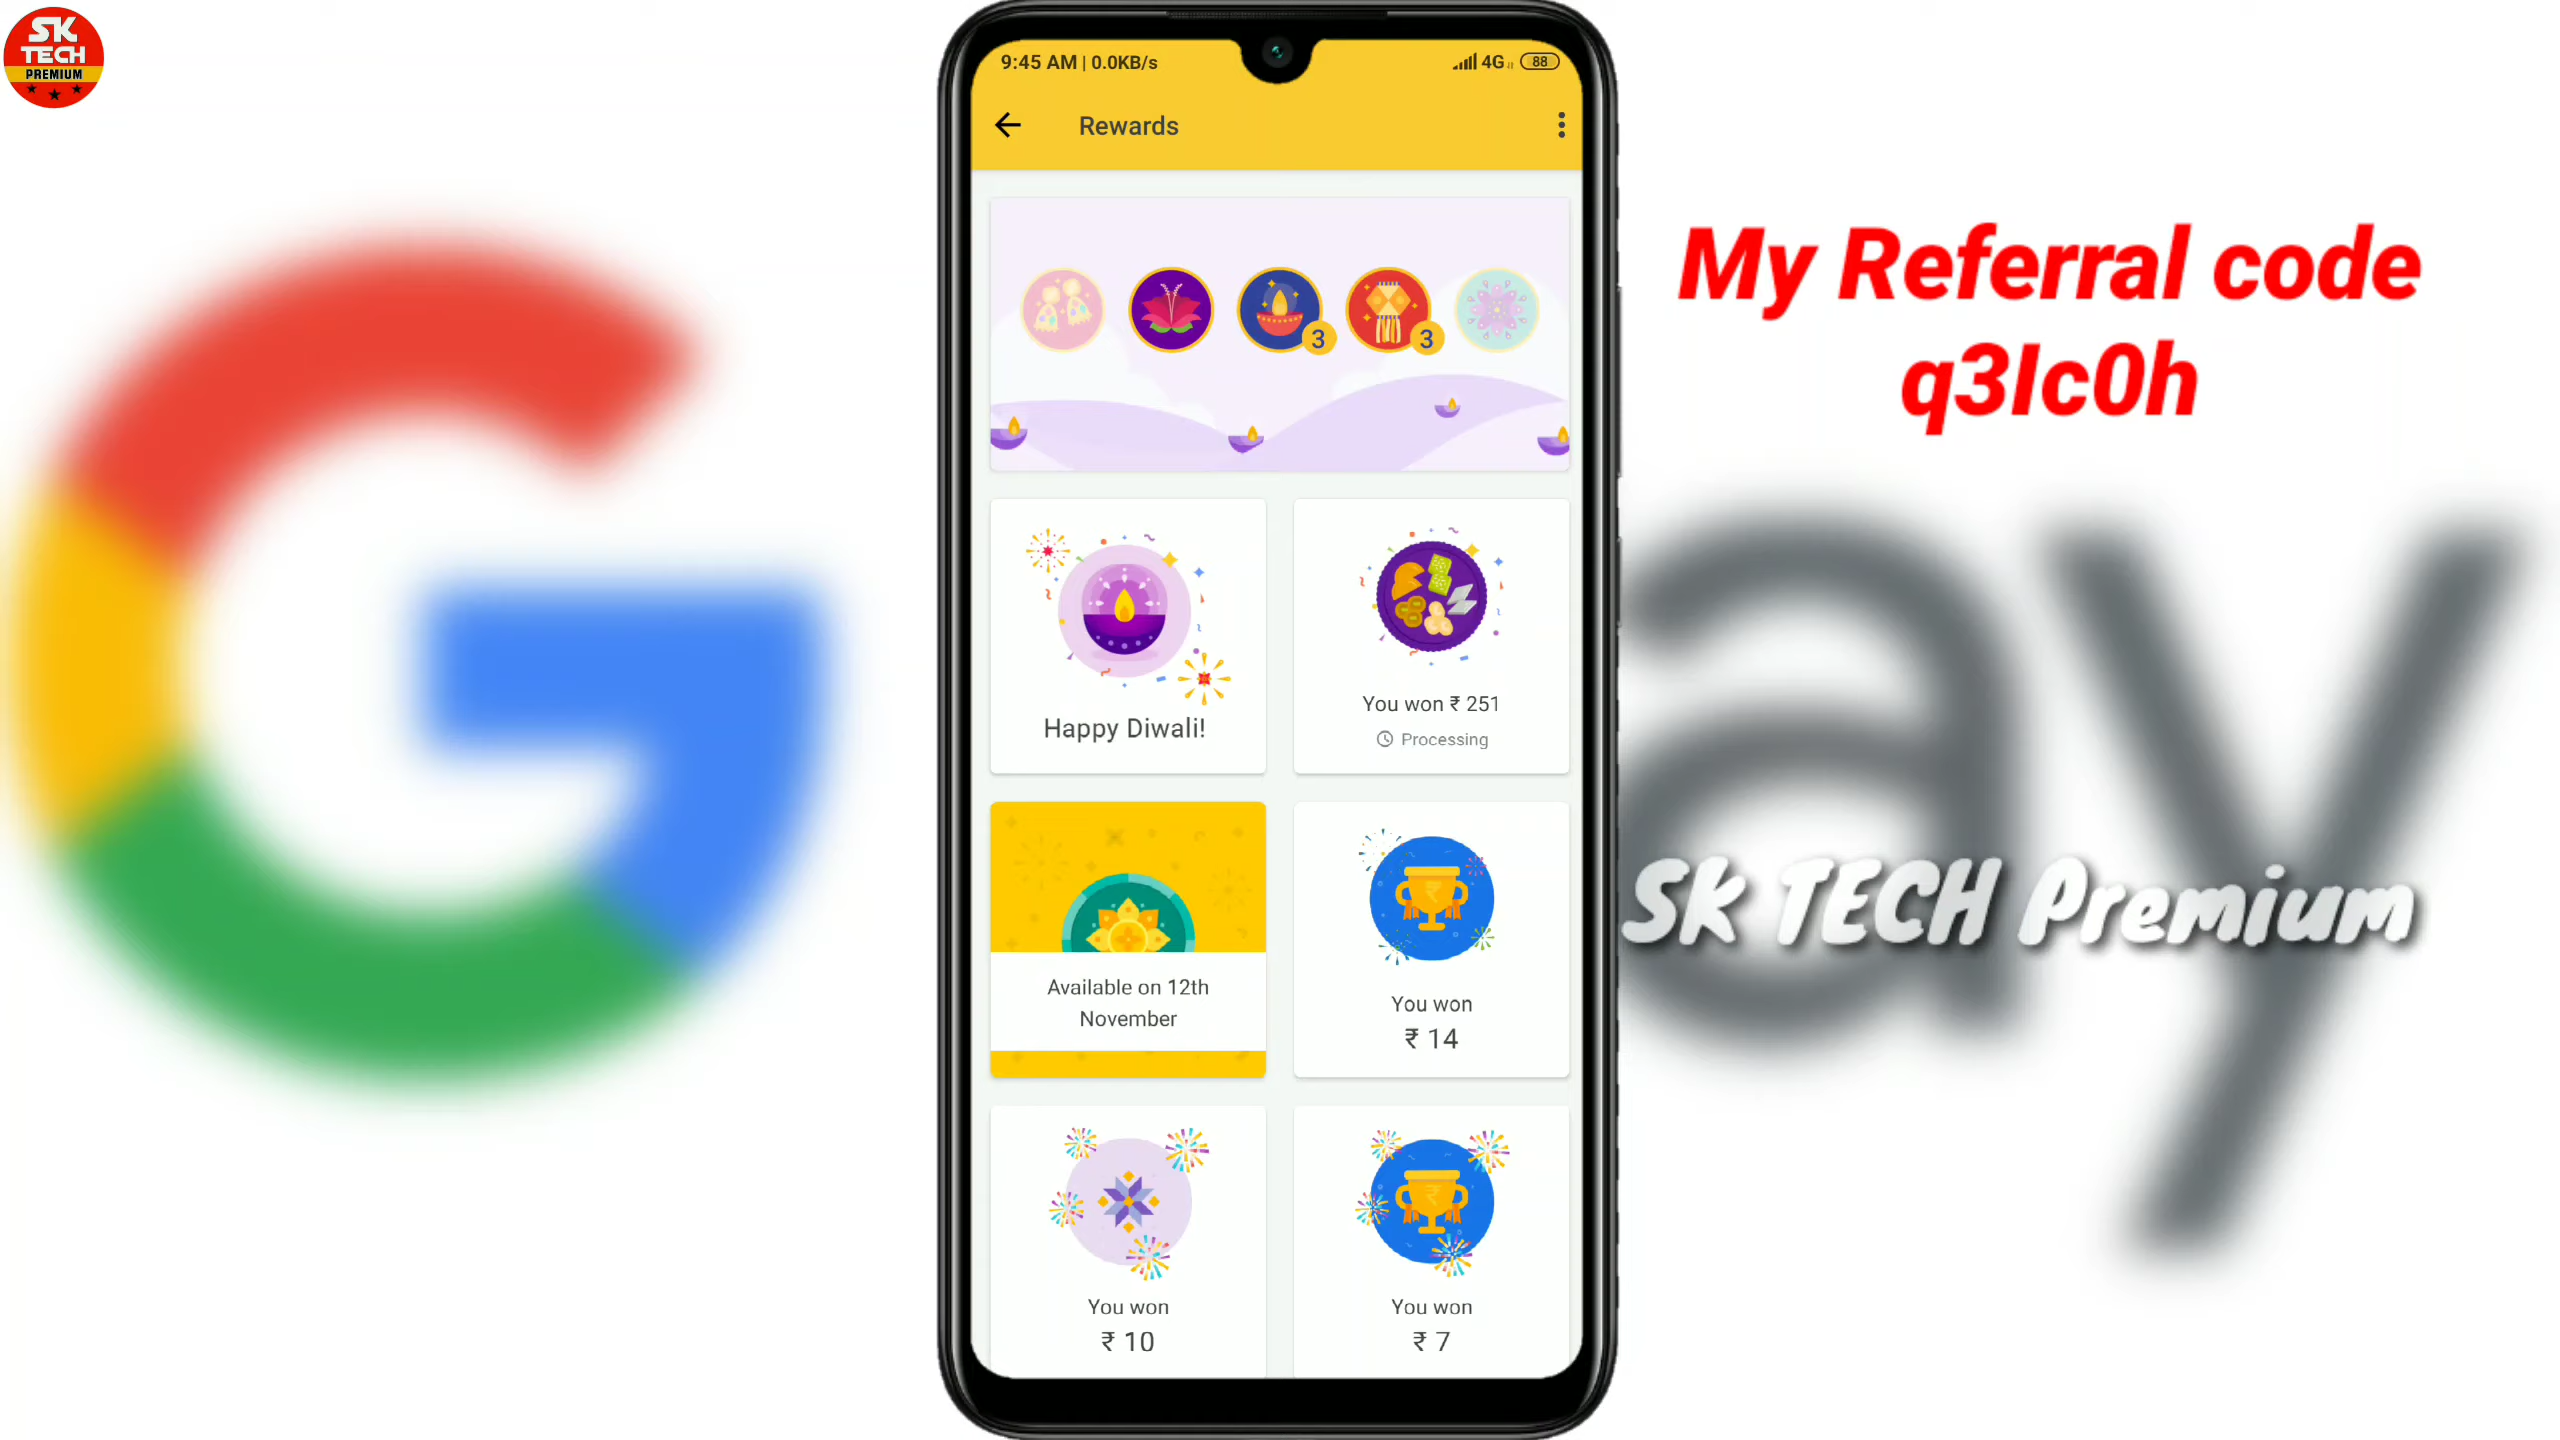 SK
TECH
PREMIUM
9:45 AM | 0.0KB/s
4G
88
Rewards
3
3
Happy Diwali!
You won ₹ 251
Processing
Available on 12th
November
You won
₹ 14
You won
₹ 10
You won
₹ 7
My Referral code
q3Ic0h
G
ay
SK TECH Premium